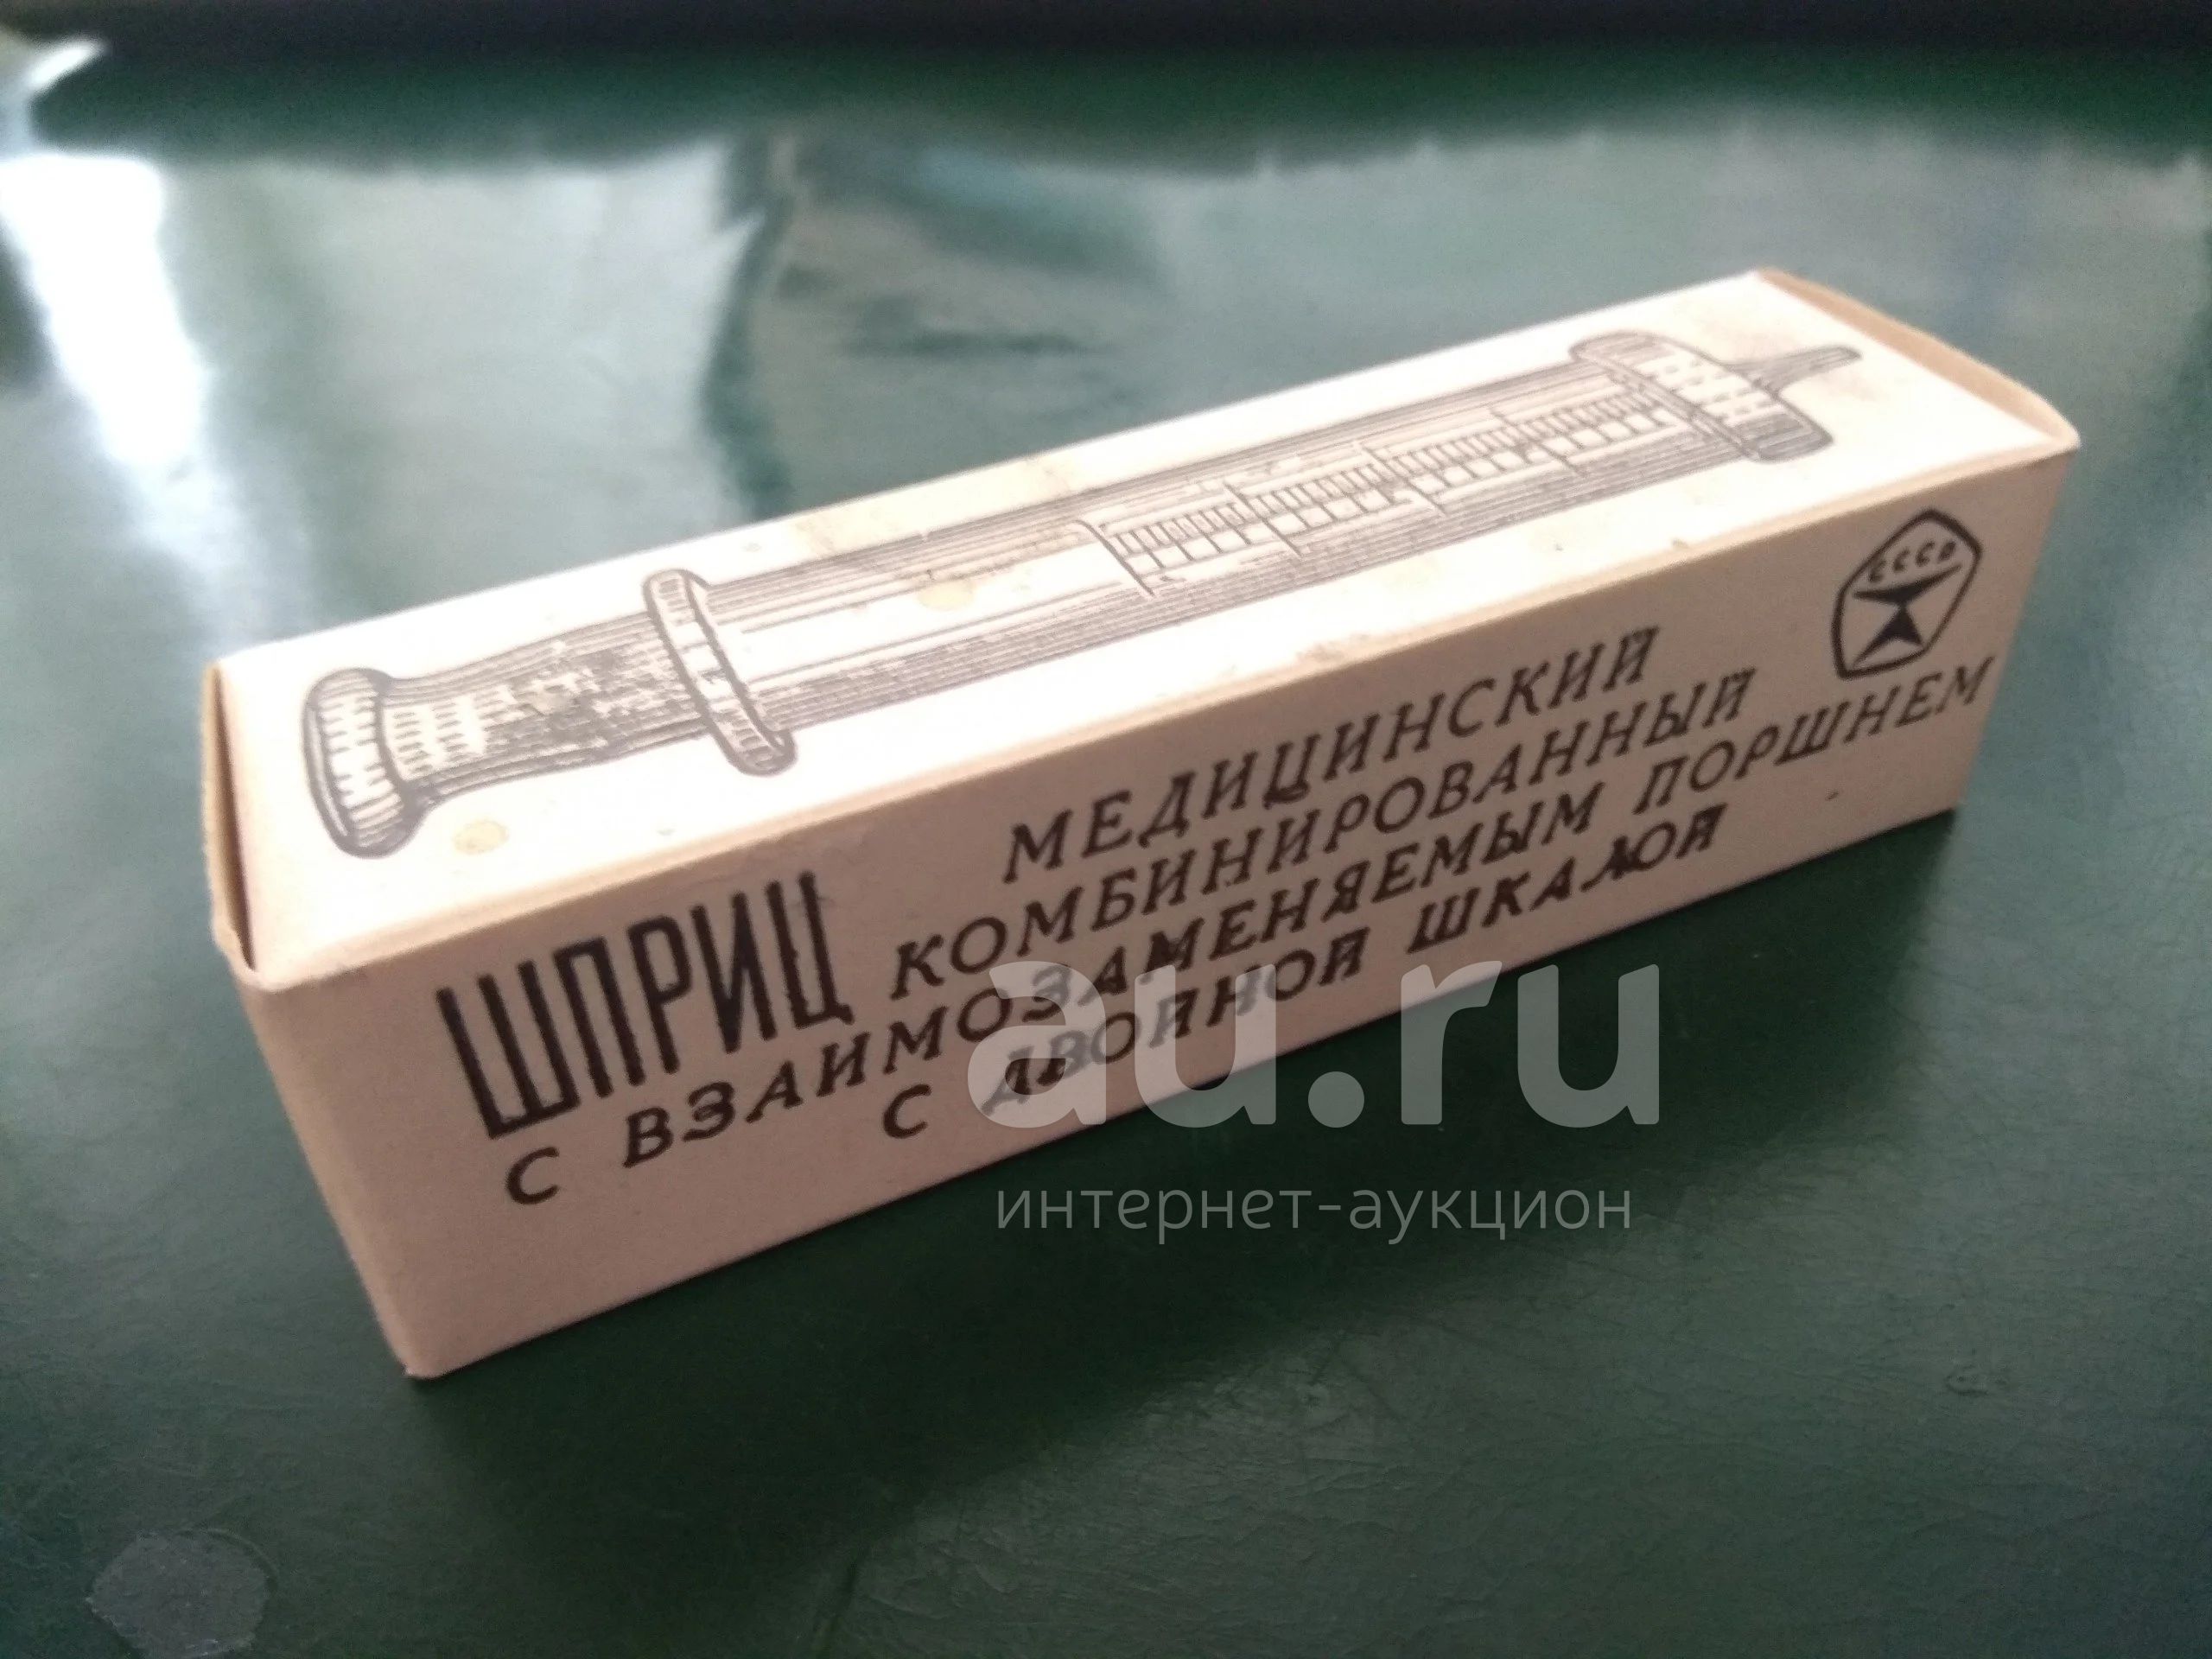 СССР
МЕДИЦИНСКИЙ
ШПРИЦ КОМБИНИРОВАННЫЙ
С ВЗАИМОЗАМЕНЯЕМЫМ ПОРШНЕМ
С ДВОЙНОЙ ШКАЛОЙ
au.ru
интернет-аукцион